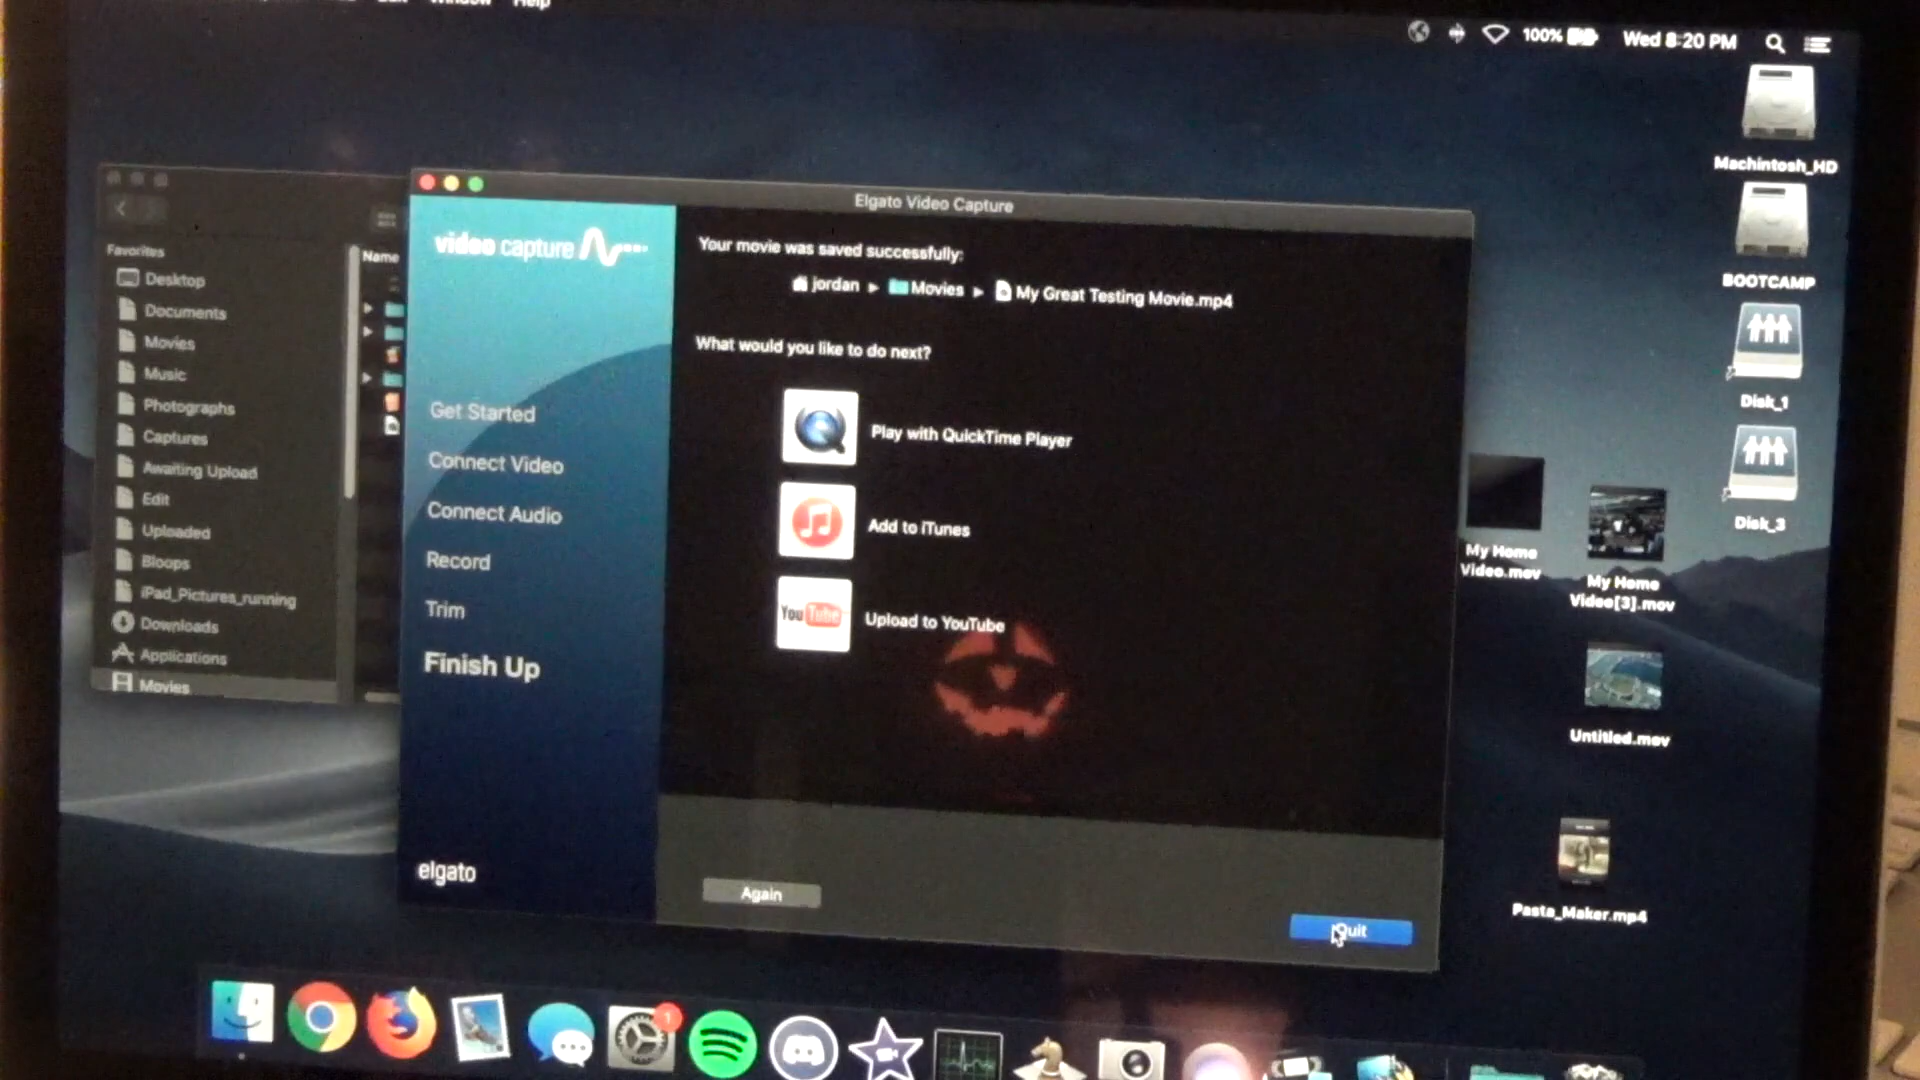 Window Help
100% Wed 8:20 PM
Machintosh_HD
BOOTCAMP
Disk_1
Disk_3
My Home
Video.mov
My Home
Video[3].mov
Untitled.mov
Pasta_Maker.mp4
Favorites
Desktop
Documents
Movies
Music
Photographs
Captures
Awaiting Upload
Edit
Uploaded
Bloops
iPad_Pictures_running
Downloads
Applications
Movies
Name
Elgato Video Capture
video capture
Get Started
Connect Video
Connect Audio
Record
Trim
Finish Up
elgato
Your movie was saved successfully:
jordan ▸ Movies ▸ My Great Testing Movie.mp4
What would you like to do next?
Play with QuickTime Player
Add to iTunes
You Tube
Upload to YouTube
Again
Quit
1